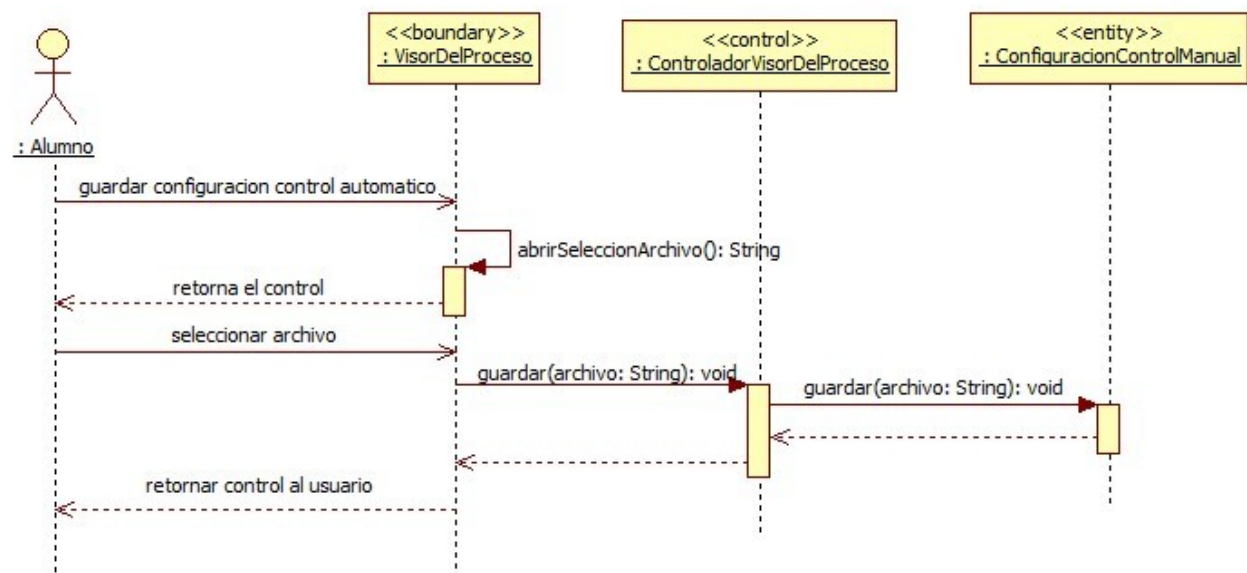 <<boundary>>
: VisorDelProceso
<<control>>
: ControladorVisorDelProceso
<<entity>>
: ConfiguracionControlManual
: Alumno
guardar configuracion control automatico
abrirSeleccionArchivo(): String
retorna el control
seleccionar archivo
guardar(archivo: String): void
guardar(archivo: String): void
retornar control al usuario